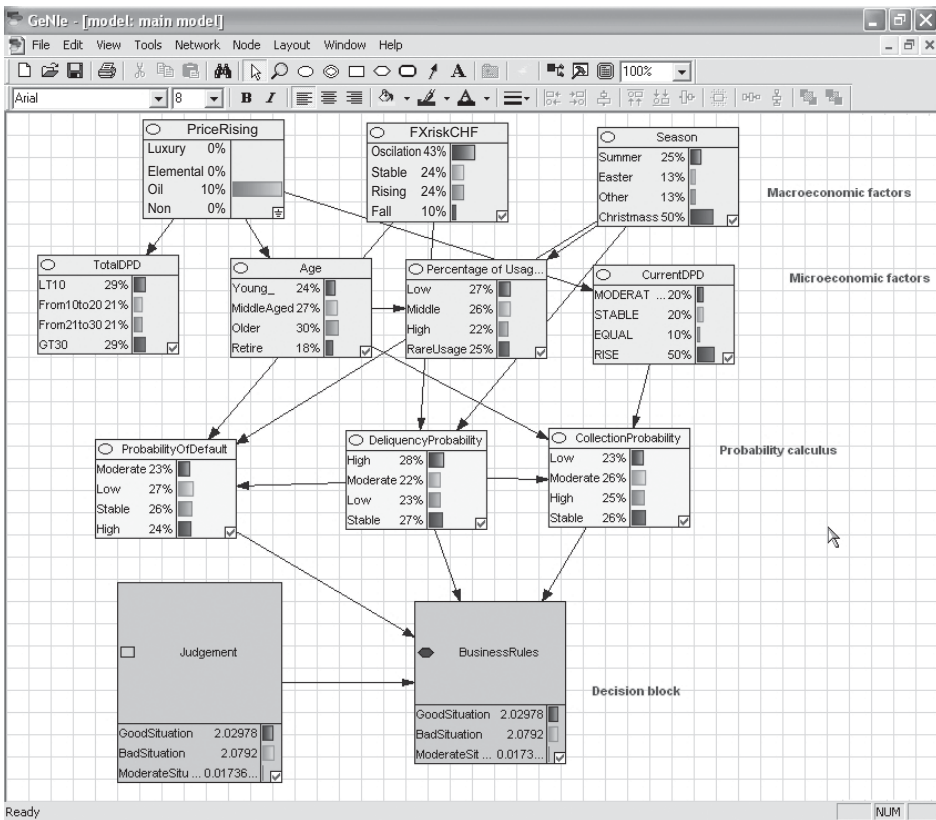 GeNIe - [model: main model]
File Edit View Tools Network Node Layout Window Help
100%
Arial 8 B I A
PriceRising
Luxury 0%
Elemental 0%
Oil 10%
Non 0%
FXriskCHF
Oscilation 43%
Stable 24%
Rising 24%
Fall 10%
Season
Summer 25%
Easter 13%
Other 13%
Christmass 50%
Macroeconomic factors
TotalDPD
LT10 29%
From10to20 21%
From21to30 21%
GT30 29%
Age
Young_ 24%
MiddleAged 27%
Older 30%
Retire 18%
Percentage of Usag...
Low 27%
Middle 26%
High 22%
RareUsage 25%
CurrentDPD
MODERAT ... 20%
STABLE 20%
EQUAL 10%
RISE 50%
Microeconomic factors
ProbabilityOfDefault
Moderate 23%
Low 27%
Stable 26%
High 24%
DeliquencyProbability
High 28%
Moderate 22%
Low 23%
Stable 27%
CollectionProbability
Low 23%
Moderate 26%
High 25%
Stable 26%
Probability calculus
Judgement
GoodSituation 2.02978
BadSituation 2.0792
ModerateSitu ... 0.01736...
BusinessRules
GoodSituation 2.02978
BadSituation 2.0792
ModerateSit ... 0.0173...
Decision block
Ready NUM